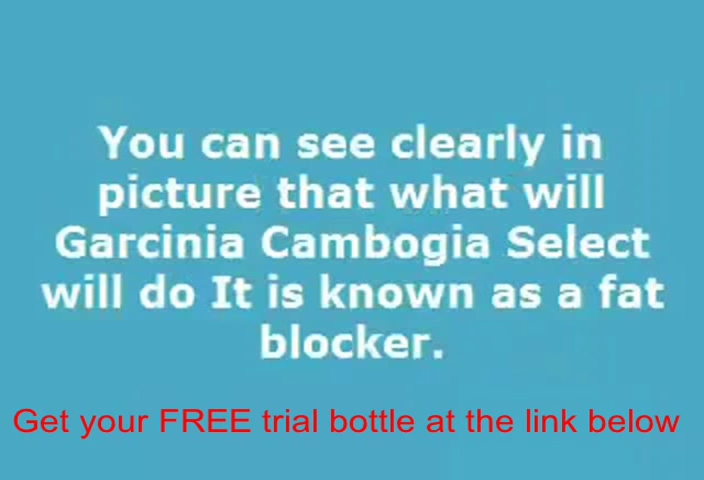 You can see clearly in
picture that what will
Garcinia Cambogia Select
will do It is known as a fat
blocker.
Get your FREE trial bottle at the link below